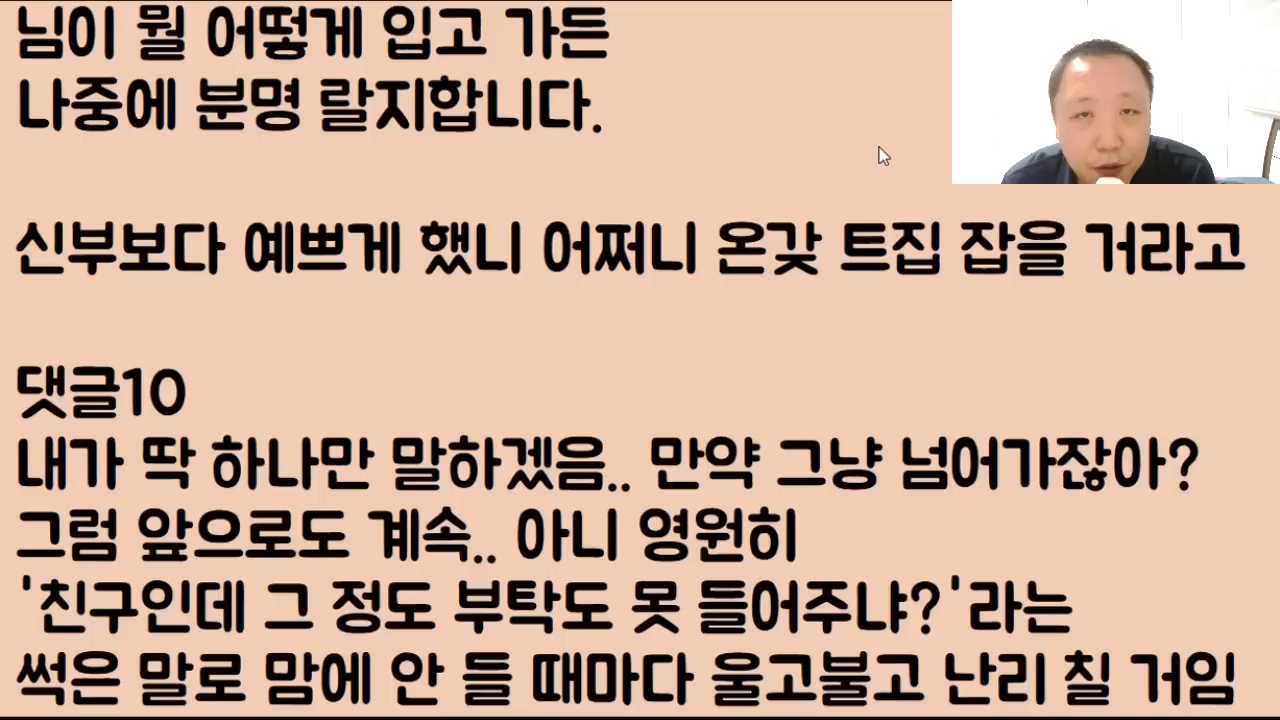 님이 뭘 어떻게 입고 가든
나중에 분명 랄지합니다.
신부보다 예쁘게 했니 어쩌니 온갖 트집 잡을 거라고
댓글10
내가 딱 하나만 말하겠음.. 만약 그냥 넘어가잖아?
그럼 앞으로도 계속.. 아니 영원히
'친구인데 그 정도 부탁도 못 들어주냐?'라는
썩은 말로 맘에 안 들 때마다 울고불고 난리 칠 거임